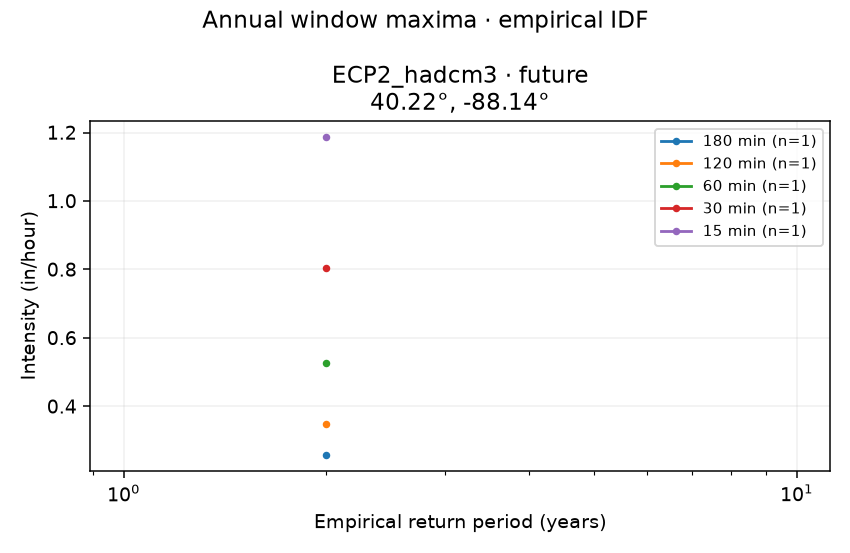 Annual window maxima · empirical IDF
ECP2_hadcm3 · future
40.22°, -88.14°
Intensity (in/hour)
1.2
1.0
0.8
0.6
0.4
180 min (n=1)
120 min (n=1)
60 min (n=1)
30 min (n=1)
15 min (n=1)
10⁰
10¹
Empirical return period (years)